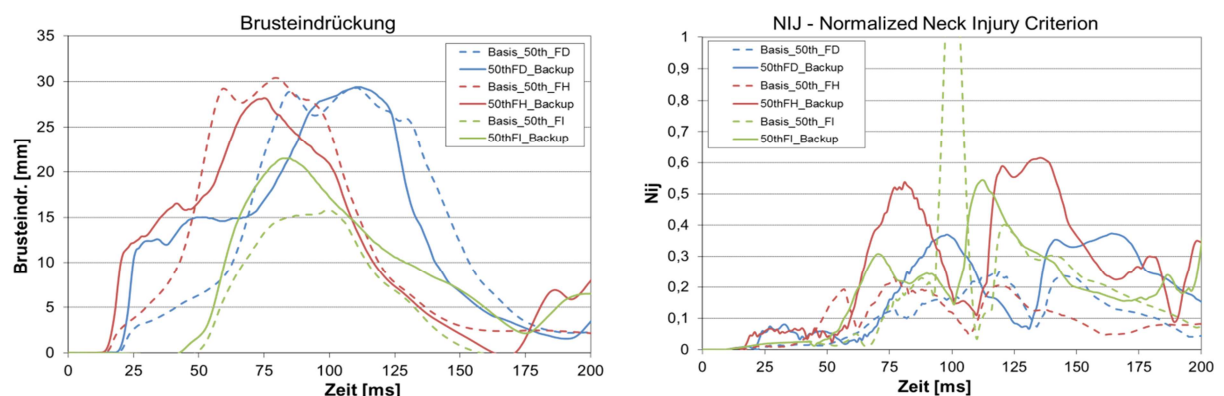 Brusteindrückung
35
30
25
20
15
10
5
0
Brusteindr. [mm]
Basis_50th_FD
50thFD_Backup
Basis_50th_FH
50thFH_Backup
Basis_50th_FI
50thFI_Backup
0 25 50 75 100 125 150 175 200
Zeit [ms]
NIJ - Normalized Neck Injury Criterion
1
0,9
0,8
0,7
0,6
0,5
0,4
0,3
0,2
0,1
0
Nij
Basis_50th_FD
50thFD_Backup
Basis_50th_FH
50thFH_Backup
Basis_50th_FI
50thFI_Backup
0 25 50 75 100 125 150 175 200
Zeit [ms]